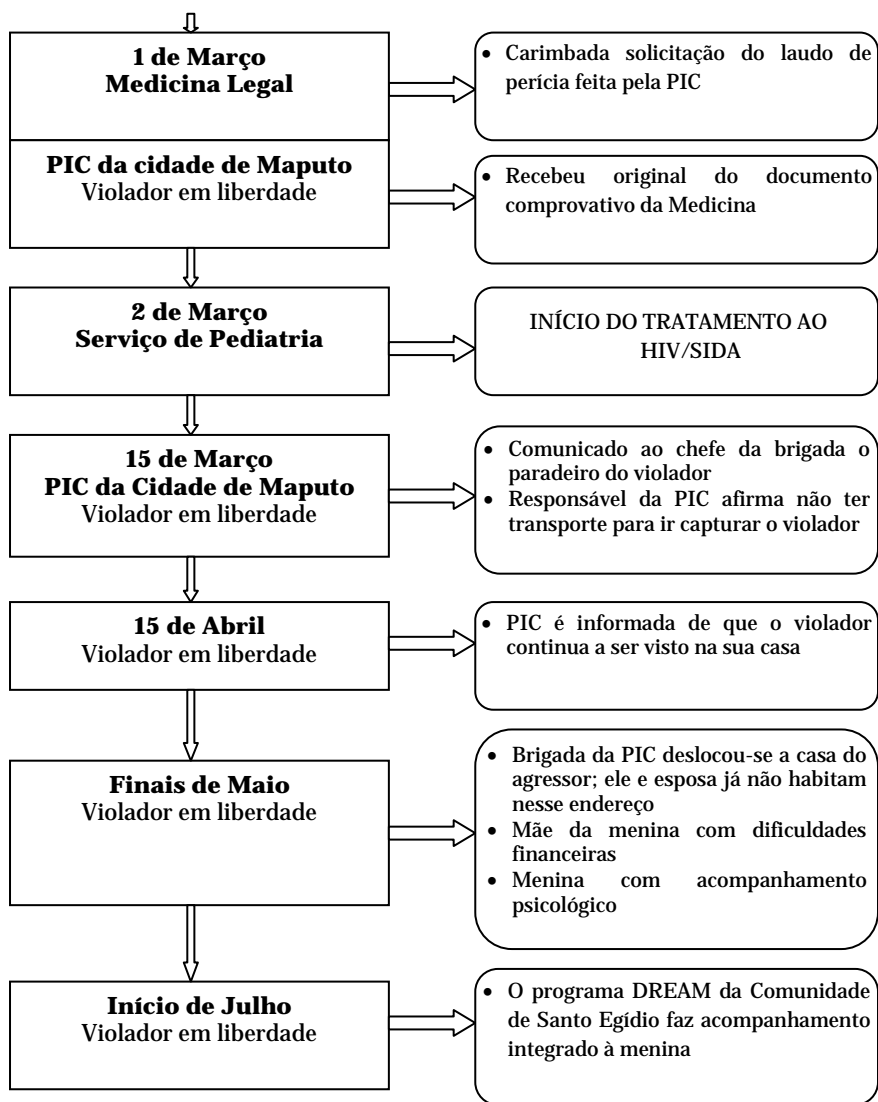 1 de Março
Medicina Legal
• Carimbada solicitação do laudo de
perícia feita pela PIC
PIC da cidade de Maputo
Violador em liberdade
• Recebeu original do documento
comprovativo da Medicina
2 de Março
Serviço de Pediatria
INÍCIO DO TRATAMENTO AO
HIV/SIDA
15 de Março
PIC da Cidade de Maputo
Violador em liberdade
• Comunicado ao chefe da brigada o
paradeiro do violador
• Responsável da PIC afirma não ter
transporte para ir capturar o violador
15 de Abril
Violador em liberdade
• PIC é informada de que o violador
continua a ser visto na sua casa
Finais de Maio
Violador em liberdade
• Brigada da PIC deslocou-se a casa do
agressor; ele e esposa já não habitam
nesse endereço
• Mãe da menina com dificuldades
financeiras
• Menina com acompanhamento
psicológico
Início de Julho
Violador em liberdade
• O programa DREAM da Comunidade
de Santo Egídio faz acompanhamento
integrado à menina